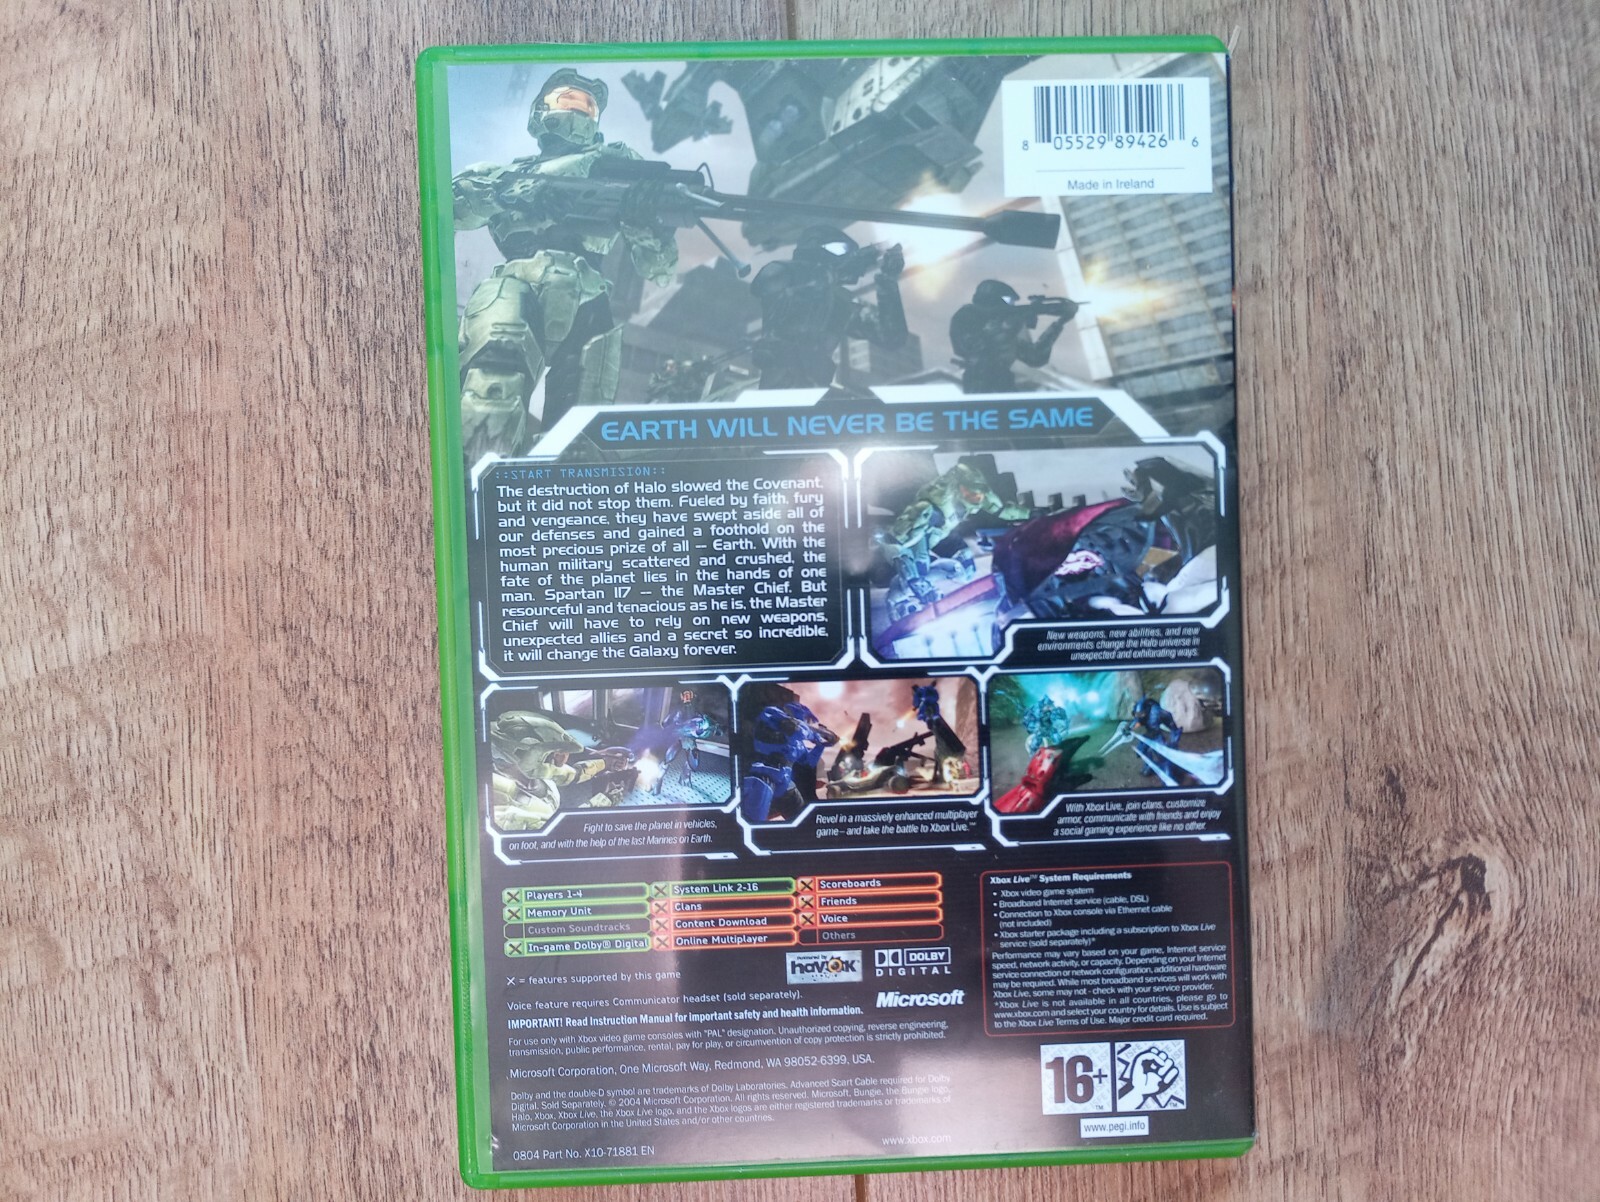 8 05529 89426 6
Made in Ireland
EARTH WILL NEVER BE THE SAME
::START TRANSMISION::
The destruction of Halo slowed the Covenant,
but it did not stop them. Fueled by faith, fury
and vengeance, they have swept aside all of
our defenses and gained a foothold on the
most precious prize of all – Earth. With the
human military scattered and crushed, the
fate of the planet lies in the hands of one
man, Spartan 117 – the Master Chief. But
resourceful and tenacious as he is, the Master
Chief will have to rely on new weapons,
unexpected allies and a secret so incredible,
it will change the Galaxy forever.
New weapons, new abilities, and new
environments change the Halo universe in
unexpected and exhilarating ways.
Fight to save the planet in vehicles,
on foot, and with the help of the last Marines on Earth.
Revel in a massively enhanced multiplayer
game – and take the battle to Xbox Live.™
With Xbox Live, join clans, customize
armor, communicate with friends and enjoy
a social gaming experience like no other.
Players 1-4
Memory Unit
Custom Soundtracks
In-game Dolby® Digital
System Link 2-16
Clans
Content Download
Online Multiplayer
Scoreboards
Friends
Voice
Others
X = features supported by this game
havok
DOLBY
DIGITAL
Voice feature requires Communicator headset (sold separately).
Microsoft
IMPORTANT! Read Instruction Manual for important safety and health information.
For use only with Xbox video game consoles with "PAL" designation. Unauthorized copying, reverse engineering,
transmission, public performance, rental, pay for play, or circumvention of copy protection is strictly prohibited.
Microsoft Corporation, One Microsoft Way, Redmond, WA 98052-6399, USA.
Dolby and the double-D symbol are trademarks of Dolby Laboratories. Advanced Scart Cable required for Dolby
Digital. Sold Separately. © 2004 Microsoft Corporation. All rights reserved. Microsoft, Bungie, the Bungie logo,
Halo, Xbox, Xbox Live, the Xbox Live logo, and the Xbox logos are either registered trademarks or trademarks of
Microsoft Corporation in the United States and/or other countries.
www.xbox.com
0804 Part No. X10-71881 EN
Xbox Live™ System Requirements
• Xbox video game system
• Broadband Internet service (cable, DSL)
• Connection to Xbox console via Ethernet cable
(not included)
• Xbox starter package including a subscription to Xbox Live
service (sold separately)*
Performance may vary based on your game, Internet service
speed, network activity, or capacity. Depending on your Internet
service connection or network configuration, additional hardware
may be required. While most broadband services will work with
Xbox Live, some may not - check with your service provider.
*Xbox Live is not available in all countries, please go to
www.xbox.com and select your country for details. Use is subject
to the Xbox Live Terms of Use. Major credit card required.
16+
TM
TM
www.pegi.info